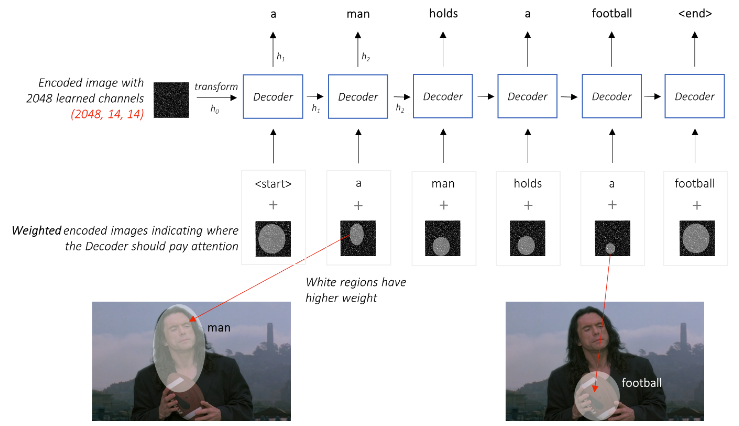 a man holds a football <end>
h1 h2
Encoded image with
2048 learned channels
(2048, 14, 14)
transform
h0
Decoder Decoder Decoder Decoder Decoder Decoder
h1 h2
<start> a man holds a football
+ + + + + +
Weighted encoded images indicating where
the Decoder should pay attention
White regions have
higher weight
man
football